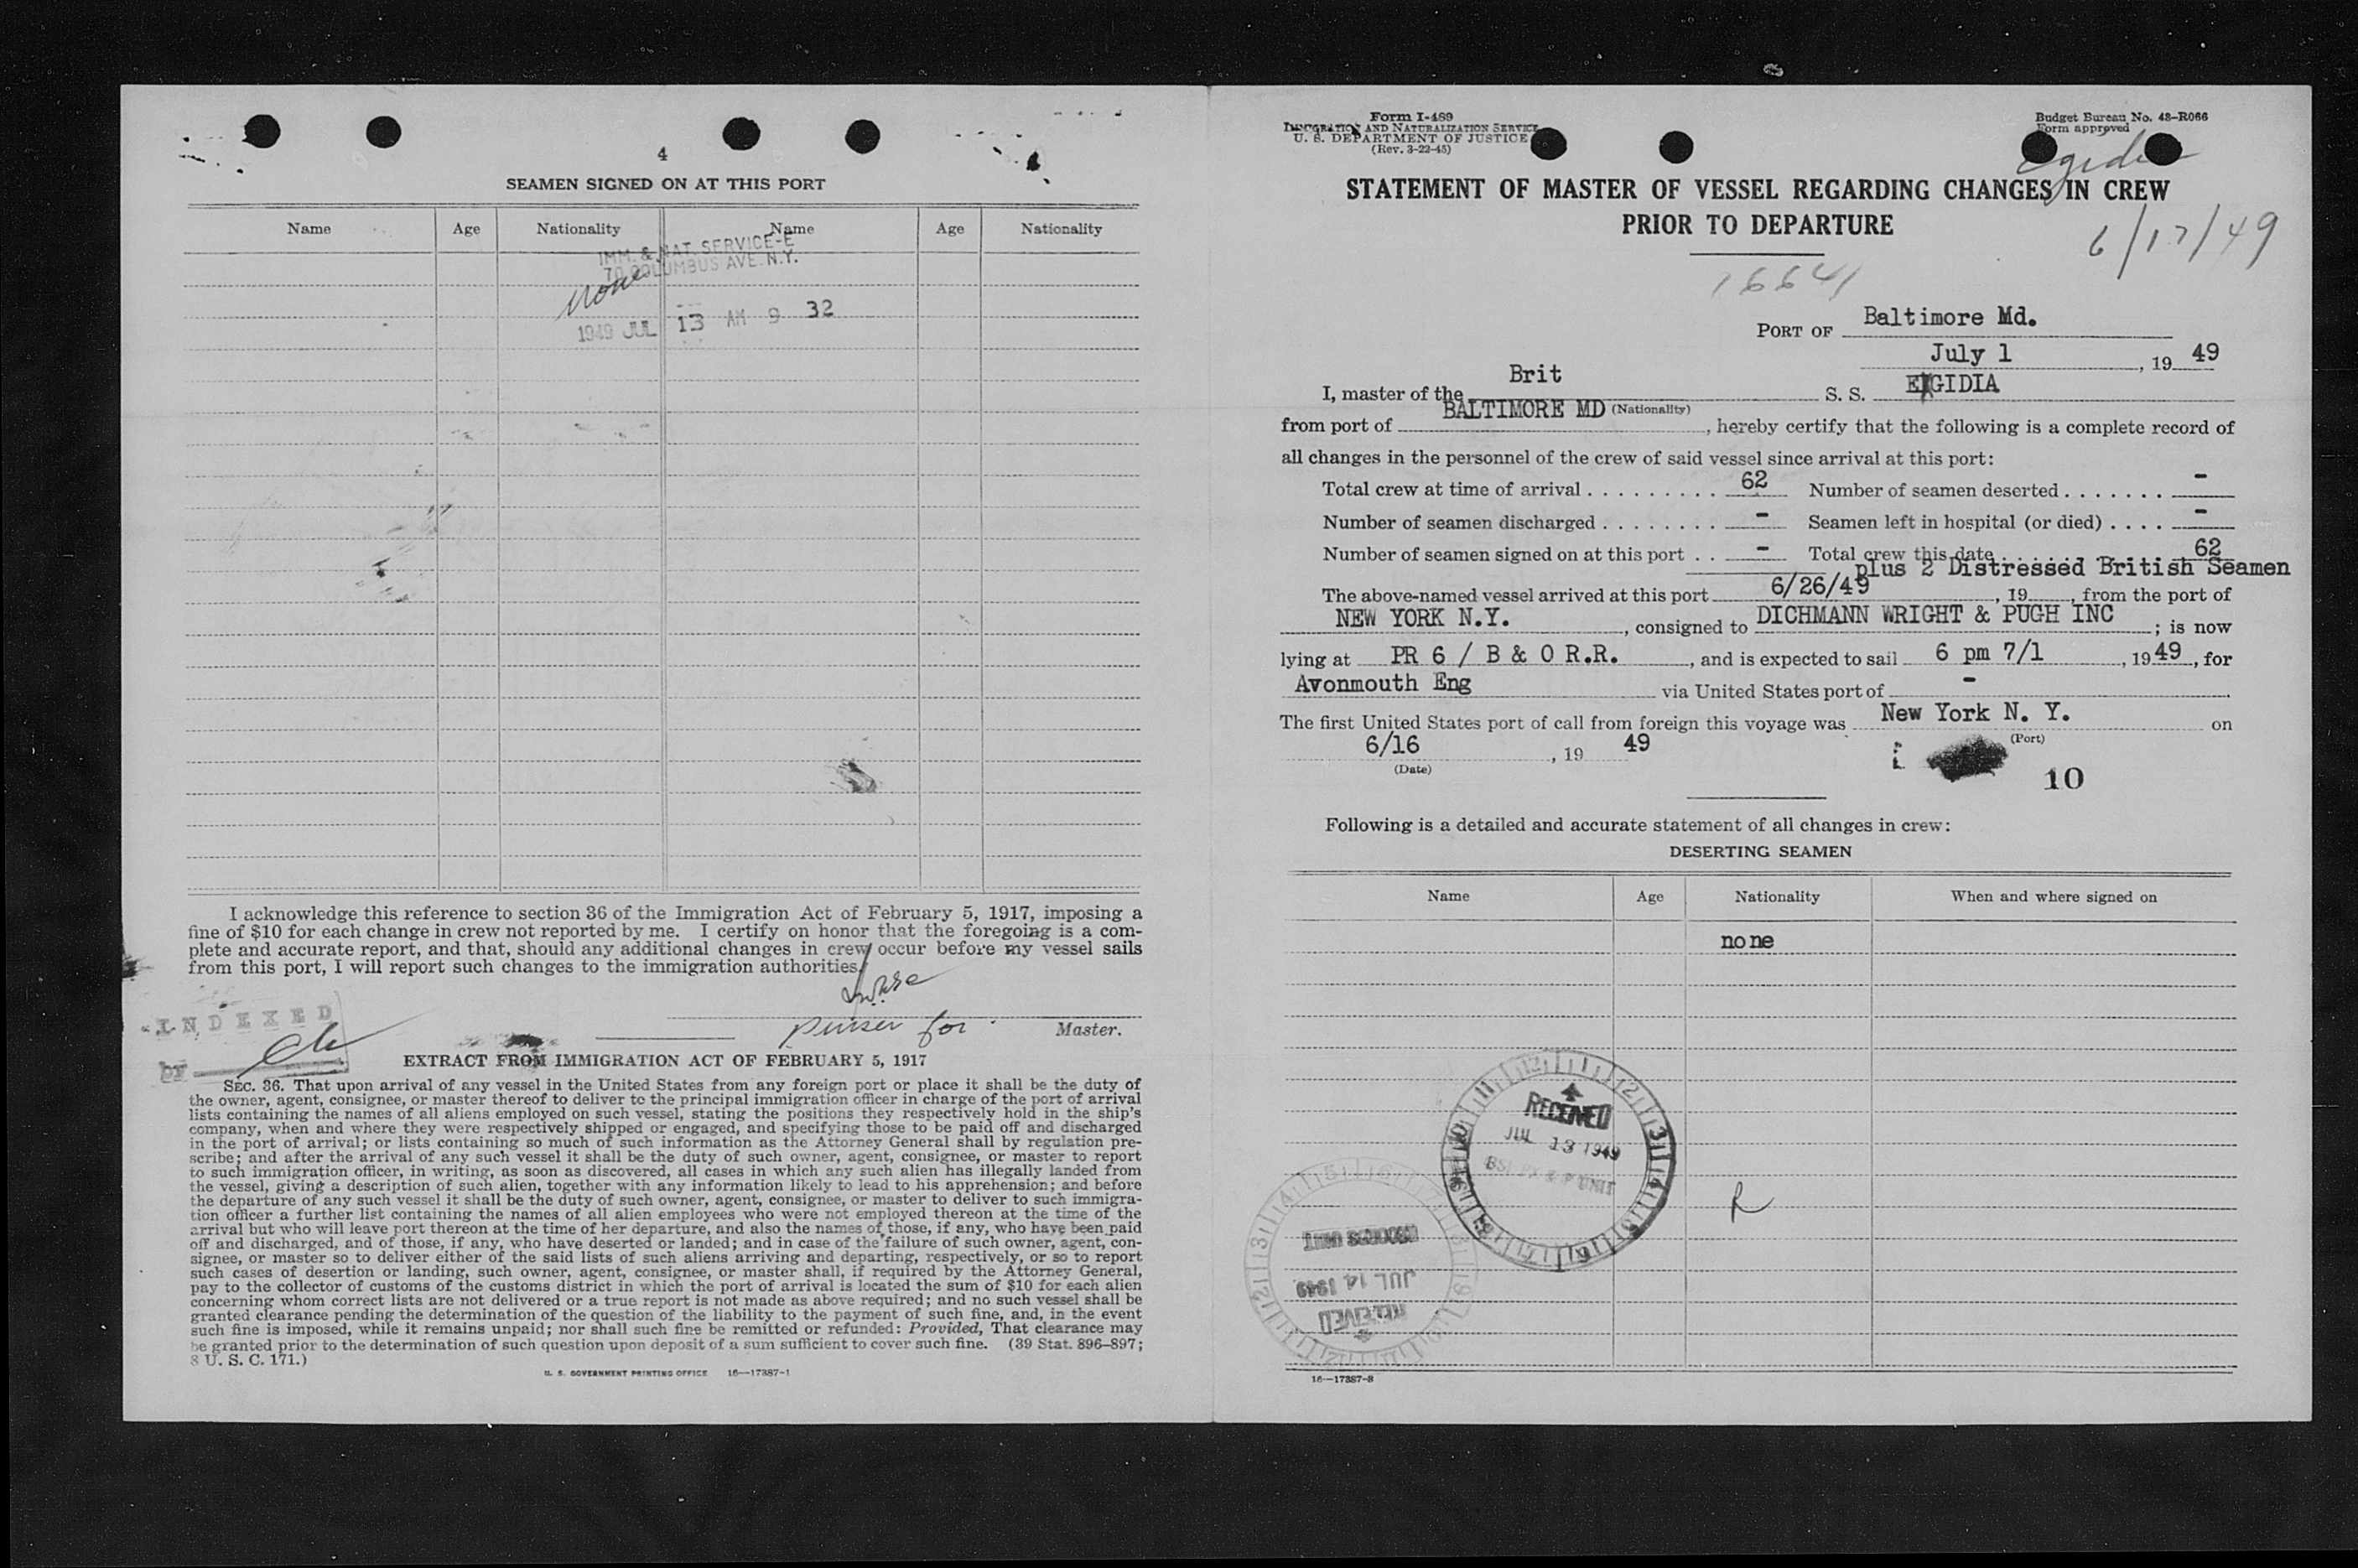 4
SEAMEN SIGNED ON AT THIS PORT
Name Age Nationality Name Age Nationality
IMM. & NAT. SERVICE-E
70 COLUMBUS AVE. N.Y.
none
1949 JUL 13 AM 9 32
I acknowledge this reference to section 36 of the Immigration Act of February 5, 1917, imposing a
fine of $10 for each change in crew not reported by me. I certify on honor that the foregoing is a com-
plete and accurate report, and that, should any additional changes in crew occur before my vessel sails
from this port, I will report such changes to the immigration authorities.
purser for Master.
INDEXED
by
EXTRACT FROM IMMIGRATION ACT OF FEBRUARY 5, 1917
SEC. 36. That upon arrival of any vessel in the United States from any foreign port or place it shall be the duty of
the owner, agent, consignee, or master thereof to deliver to the principal immigration officer in charge of the port of arrival
lists containing the names of all aliens employed on such vessel, stating the positions they respectively hold in the ship's
company, when and where they were respectively shipped or engaged, and specifying those to be paid off and discharged
in the port of arrival; or lists containing so much of such information as the Attorney General shall by regulation pre-
scribe; and after the arrival of any such vessel it shall be the duty of such owner, agent, consignee, or master to report
to such immigration officer, in writing, as soon as discovered, all cases in which any such alien has illegally landed from
the vessel, giving a description of such alien, together with any information likely to lead to his apprehension; and before
the departure of any such vessel it shall be the duty of such owner, agent, consignee, or master to deliver to such immigra-
tion officer a further list containing the names of all alien employees who were not employed thereon at the time of the
arrival but who will leave port thereon at the time of her departure, and also the names of those, if any, who have been paid
off and discharged, and of those, if any, who have deserted or landed; and in case of the failure of such owner, agent, con-
signee, or master so to deliver either of the said lists of such aliens arriving and departing, respectively, or so to report
such cases of desertion or landing, such owner, agent, consignee, or master shall, if required by the Attorney General,
pay to the collector of customs of the customs district in which the port of arrival is located the sum of $10 for each alien
concerning whom correct lists are not delivered or a true report is not made as above required; and no such vessel shall be
granted clearance pending the determination of the question of the liability to the payment of such fine, and, in the event
such fine is imposed, while it remains unpaid; nor shall such fine be remitted or refunded: Provided, That clearance may
be granted prior to the determination of such question upon deposit of a sum sufficient to cover such fine. (39 Stat. 896–897;
8 U. S. C. 171.)
U. S. GOVERNMENT PRINTING OFFICE 16—17387-1
Form I-489
IMMIGRATION AND NATURALIZATION SERVICE
U. S. DEPARTMENT OF JUSTICE
(Rev. 3-22-45)
Budget Bureau No. 43-R066
Form approved
Egidia
STATEMENT OF MASTER OF VESSEL REGARDING CHANGES IN CREW
PRIOR TO DEPARTURE
6/17/49
16641
PORT OF Baltimore Md.
July 1, 19 49
I, master of the Brit S. S. EGIDIA
(Nationality)
from port of BALTIMORE MD, hereby certify that the following is a complete record of
all changes in the personnel of the crew of said vessel since arrival at this port:
Total crew at time of arrival . . . . . . . . . 62 Number of seamen deserted . . . . . . . -
Number of seamen discharged . . . . . . . . - Seamen left in hospital (or died) . . . . -
Number of seamen signed on at this port . . - Total crew this date . . . . . . . . . . 62
plus 2 Distressed British Seamen
The above-named vessel arrived at this port 6/26/49, 19, from the port of
NEW YORK N.Y., consigned to DICHMANN WRIGHT & PUGH INC; is now
lying at PR 6 / B & O R.R., and is expected to sail 6 pm 7/1, 19 49, for
Avonmouth Eng via United States port of -.
The first United States port of call from foreign this voyage was New York N. Y. on
(Port)
6/16, 19 49
(Date)
10
Following is a detailed and accurate statement of all changes in crew:
DESERTING SEAMEN
Name Age Nationality When and where signed on
none
RECEIVED
JUL 13 1949
R
RECORDS UNIT
JUL 14 1949
RECEIVED
16—17387-3